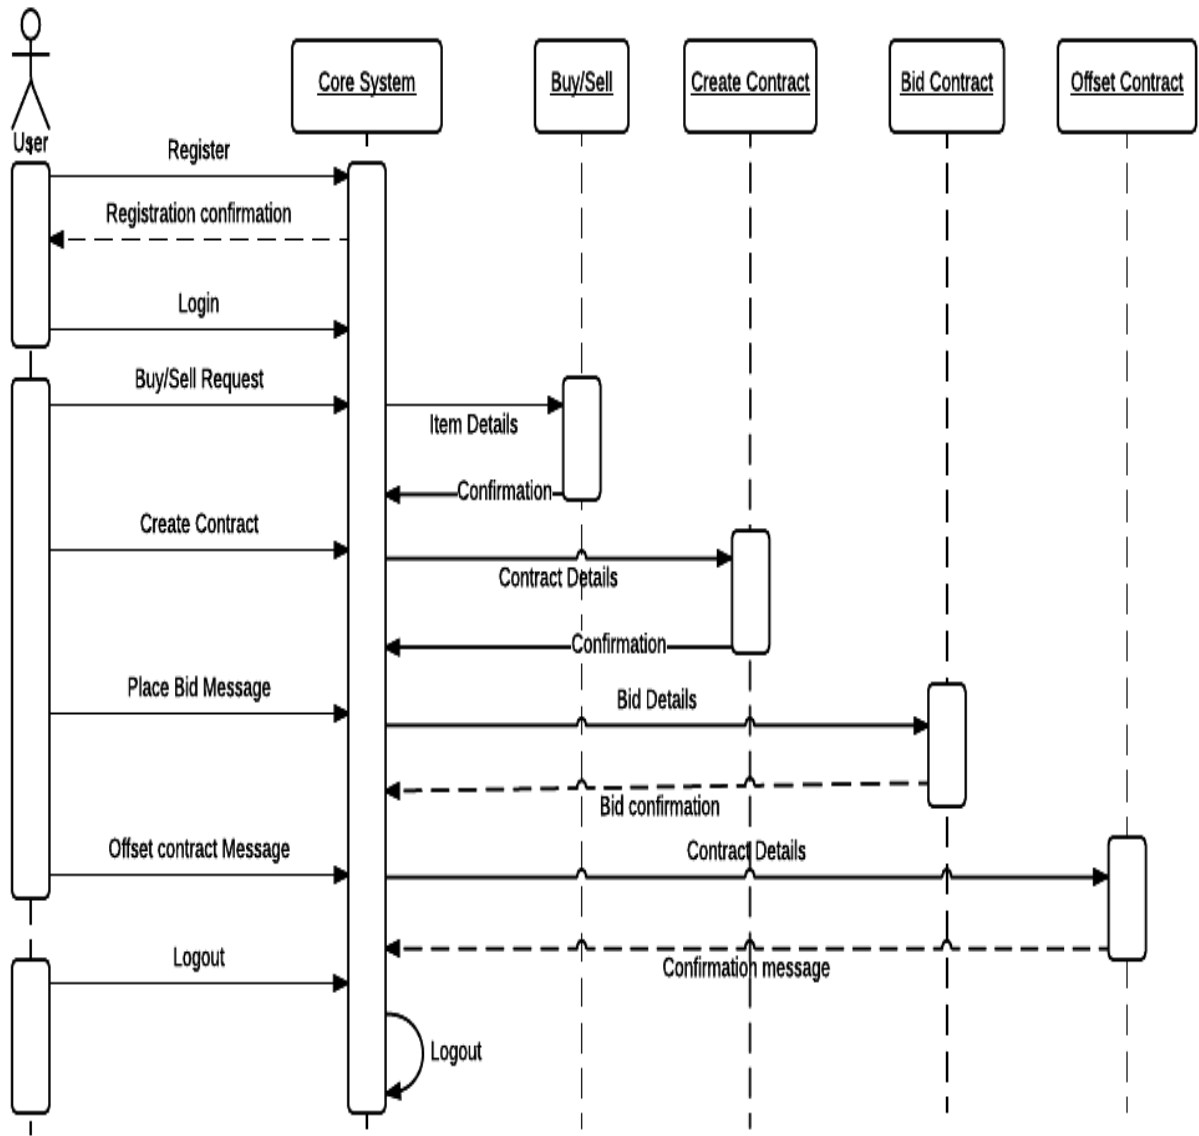 Core System
Buy/Sell
Create Contract
Bid Contract
Offset Contract
User
Register
Registration confirmation
Login
Buy/Sell Request
Item Details
Confirmation
Create Contract
Contract Details
Confirmation
Place Bid Message
Bid Details
Bid confirmation
Offset contract Message
Contract Details
Logout
Confirmation message
Logout